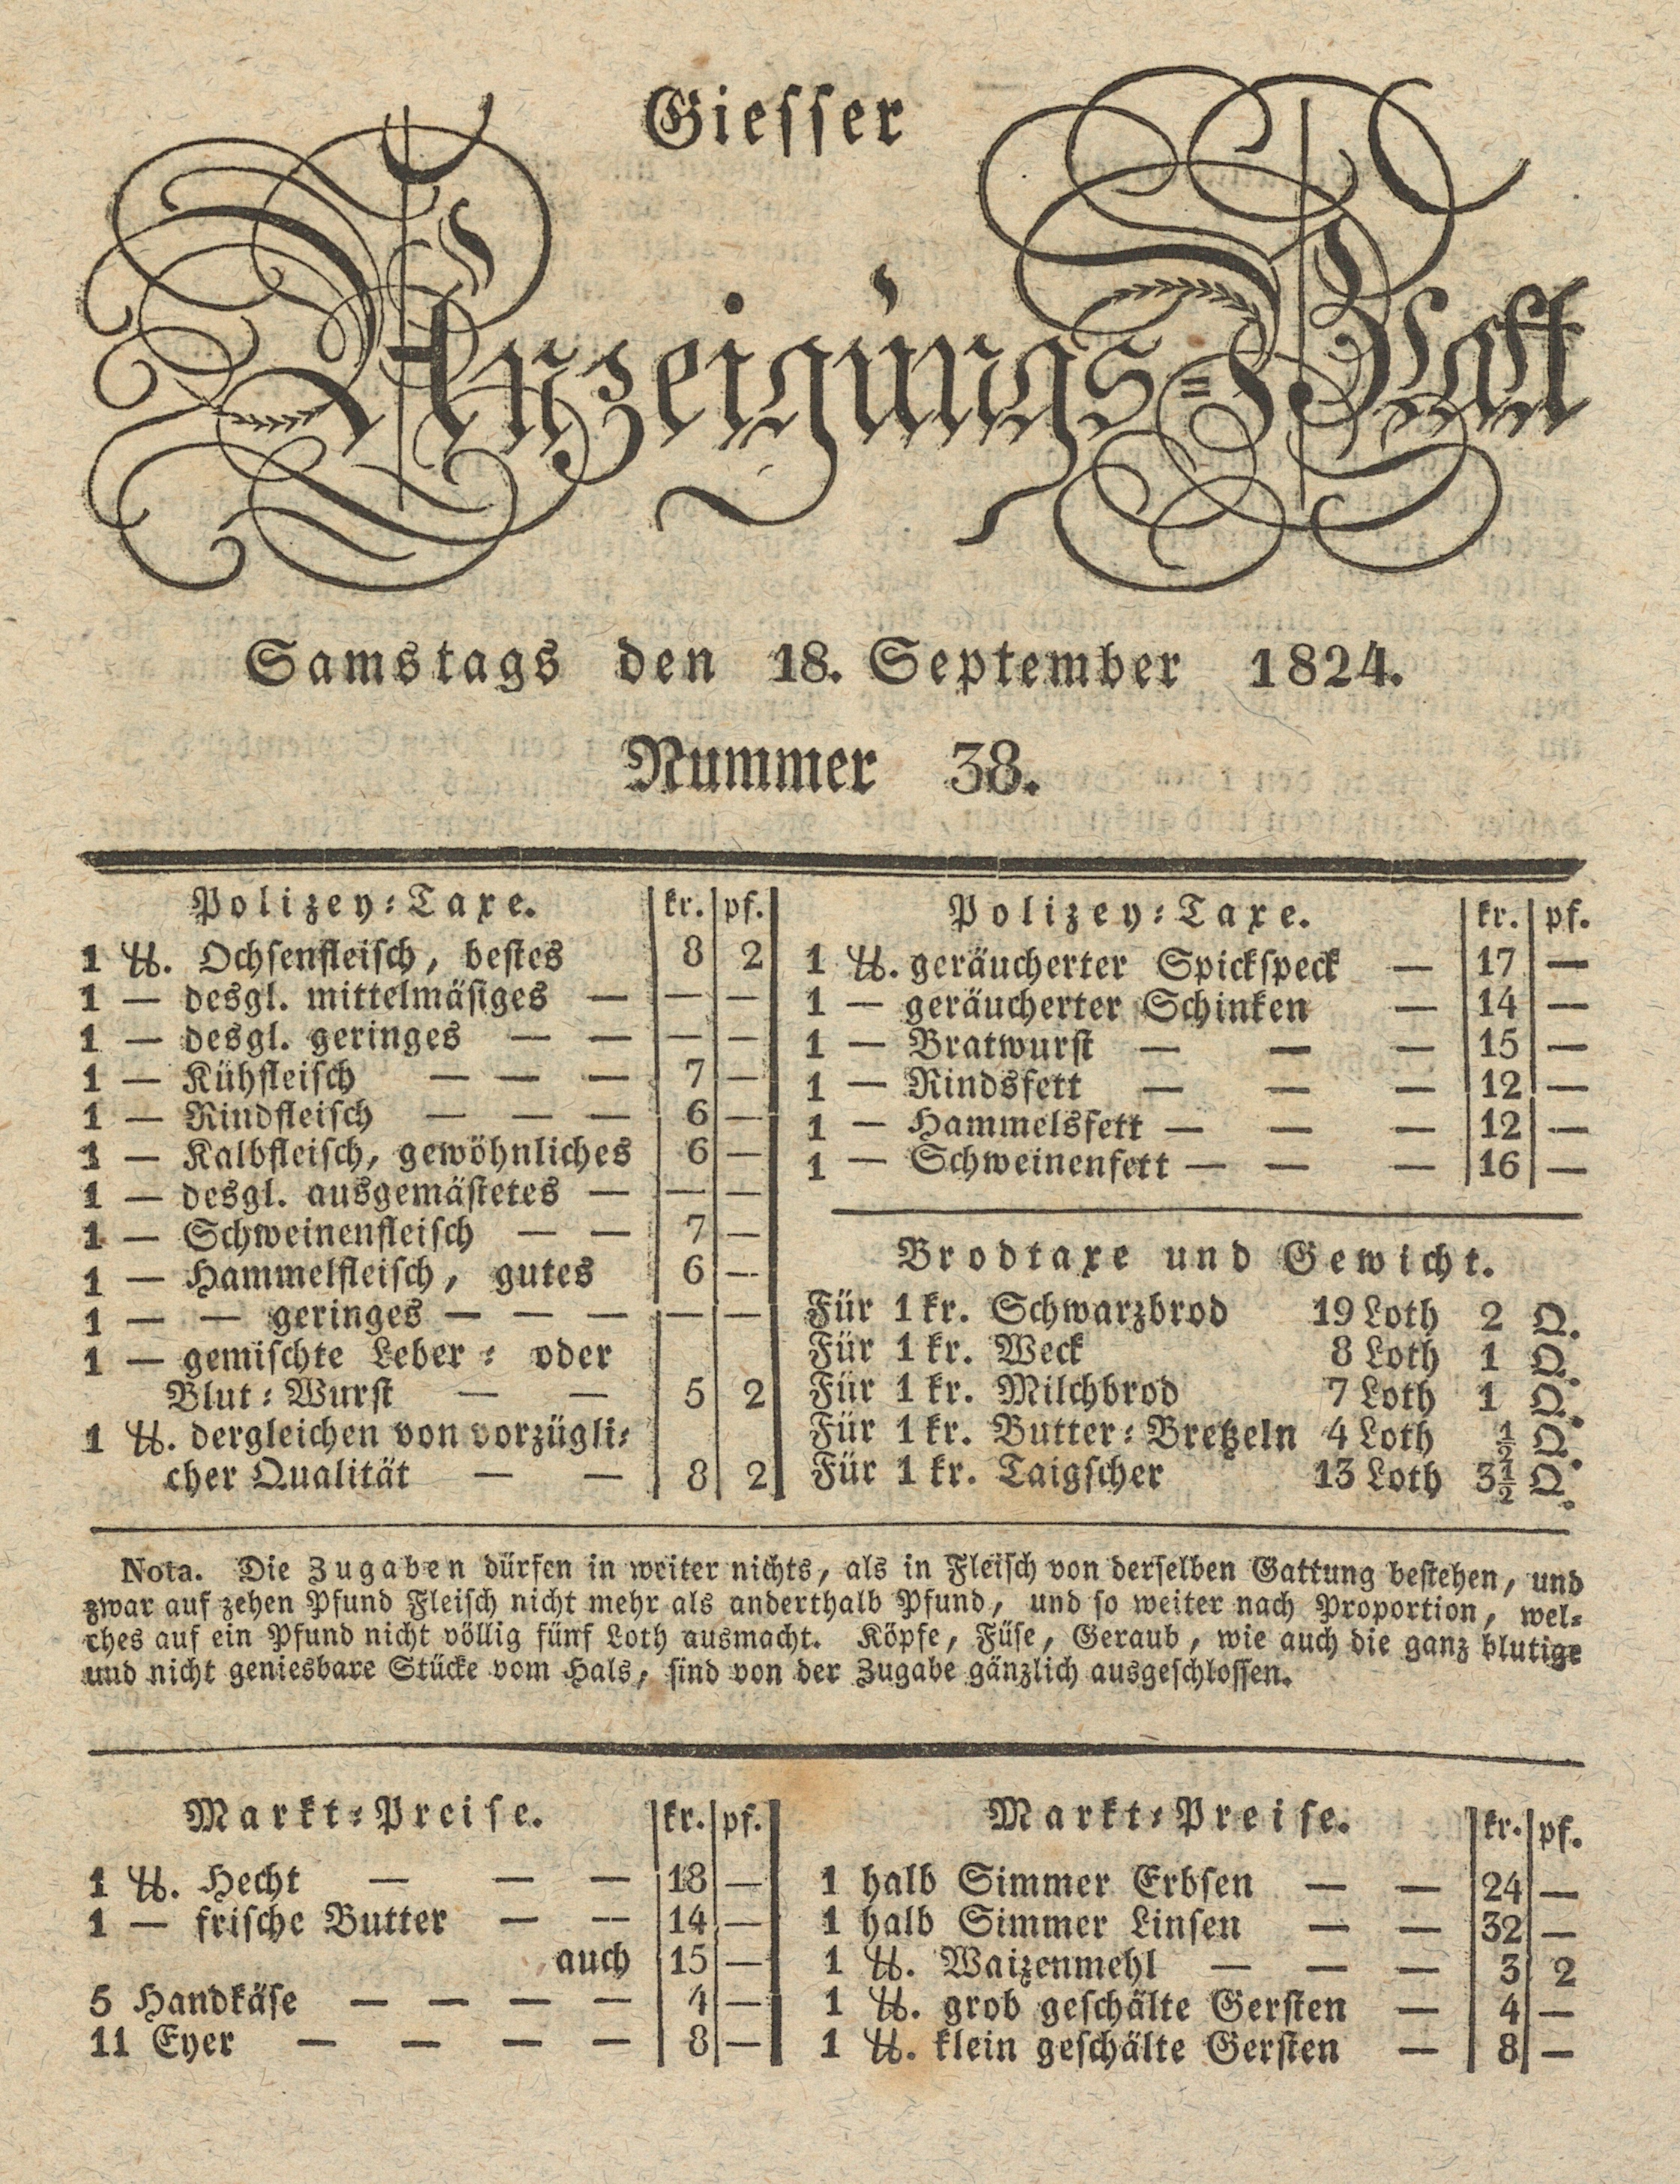 Giesser
Anzeigungs=Blatt
Samstags den 18. September 1824.
Nummer 38.
Polizey=Taxe. kr. pf.
1 ℔. Ochsenfleisch, bestes 8 2
1 — desgl. mittelmäsiges — — —
1 — desgl. geringes — — — —
1 — Kühfleisch — — — 7 —
1 — Rindfleisch — — — 6 —
1 — Kalbfleisch, gewöhnliches 6 —
1 — desgl. ausgemästetes — — —
1 — Schweinenfleisch — — 7 —
1 — Hammelfleisch, gutes 6 —
1 — — geringes — — — — —
1 — gemischte Leber= oder
Blut=Wurst — — 5 2
1 ℔. dergleichen von vorzügli=
cher Qualität — — 8 2
Polizey=Taxe. kr. pf.
1 ℔. geräucherter Spickspeck — 17 —
1 — geräucherter Schinken — 14 —
1 — Bratwurst — — — 15 —
1 — Rindsfett — — — 12 —
1 — Hammelsfett — — — 12 —
1 — Schweinenfett — — — 16 —
Brodtaxe und Gewicht.
Für 1 kr. Schwarzbrod 19 Loth 2 Q.
Für 1 kr. Weck 8 Loth 1 Q.
Für 1 kr. Milchbrod 7 Loth 1 Q.
Für 1 kr. Butter=Bretzeln 4 Loth ½ Q.
Für 1 kr. Taigscher 13 Loth 3½ Q.
Nota. Die Zugaben dürfen in weiter nichts, als in Fleisch von derselben Gattung bestehen, und
zwar auf zehen Pfund Fleisch nicht mehr als anderthalb Pfund, und so weiter nach Proportion, wel=
ches auf ein Pfund nicht völlig fünf Loth ausmacht. Köpfe, Füse, Geraub, wie auch die ganz blutige
und nicht geniesbare Stücke vom Hals, sind von der Zugabe gänzlich ausgeschlossen.
Markt=Preise. kr. pf.
1 ℔. Hecht — — — 18 —
1 — frische Butter — — 14 —
auch 15 —
5 Handkäse — — — — 4 —
11 Eyer — — — — 8 —
Markt=Preise. kr. pf.
1 halb Simmer Erbsen — — 24 —
1 halb Simmer Linsen — — 32 —
1 ℔. Waizenmehl — — — 3 2
1 ℔. grob geschälte Gersten — 4 —
1 ℔. klein geschälte Gersten — 8 —